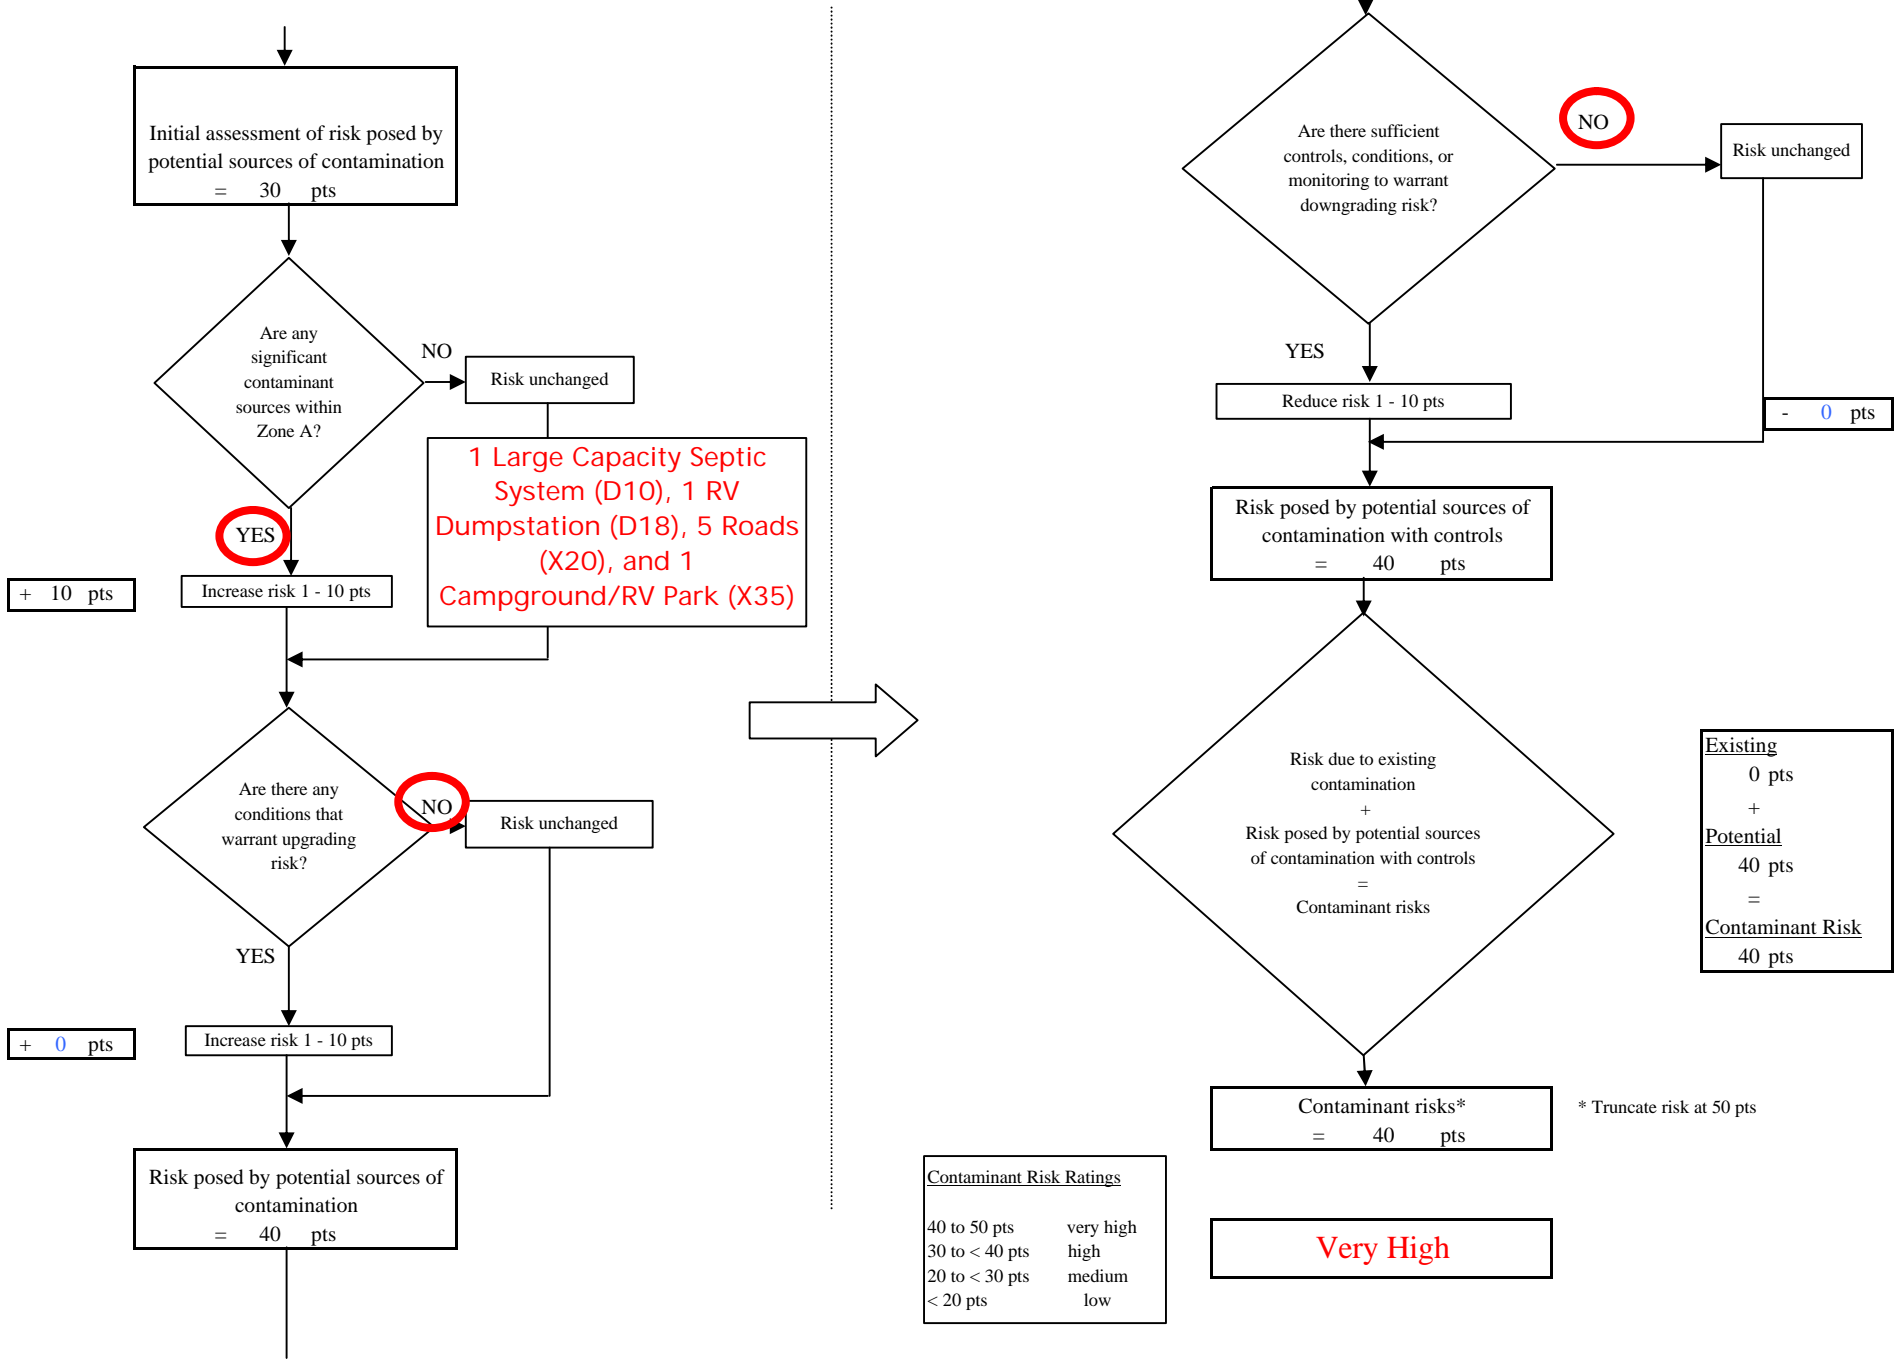 Initial assessment of risk posed by
potential sources of contamination
= 30 pts
Are any
significant
contaminant
sources within
Zone A?
NO
Risk unchanged
1 Large Capacity Septic
System (D10), 1 RV
Dumpstation (D18), 5 Roads
(X20), and 1
Campground/RV Park (X35)
YES
+ 10 pts
Increase risk 1 - 10 pts
Are there any
conditions that
warrant upgrading
risk?
NO
Risk unchanged
YES
+ 0 pts
Increase risk 1 - 10 pts
Risk posed by potential sources of
contamination
= 40 pts
Are there sufficient
controls, conditions, or
monitoring to warrant
downgrading risk?
NO
Risk unchanged
YES
Reduce risk 1 - 10 pts
- 0 pts
Risk posed by potential sources of
contamination with controls
= 40 pts
Risk due to existing
contamination
+
Risk posed by potential sources
of contamination with controls
=
Contaminant risks
Existing
0 pts
+
Potential
40 pts
=
Contaminant Risk
40 pts
Contaminant risks*
= 40 pts
* Truncate risk at 50 pts
Contaminant Risk Ratings
40 to 50 pts very high
30 to < 40 pts high
20 to < 30 pts medium
< 20 pts low
Very High